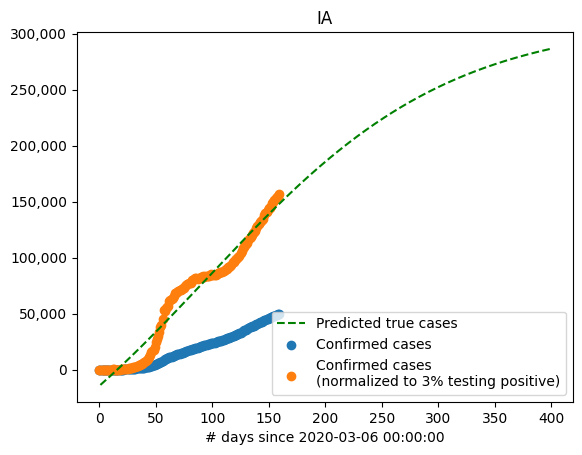 IA
300,000
250,000
200,000
150,000
100,000
50,000
0
Predicted true cases
Confirmed cases
Confirmed cases
(normalized to 3% testing positive)
0 50 100 150 200 250 300 350 400
# days since 2020-03-06 00:00:00